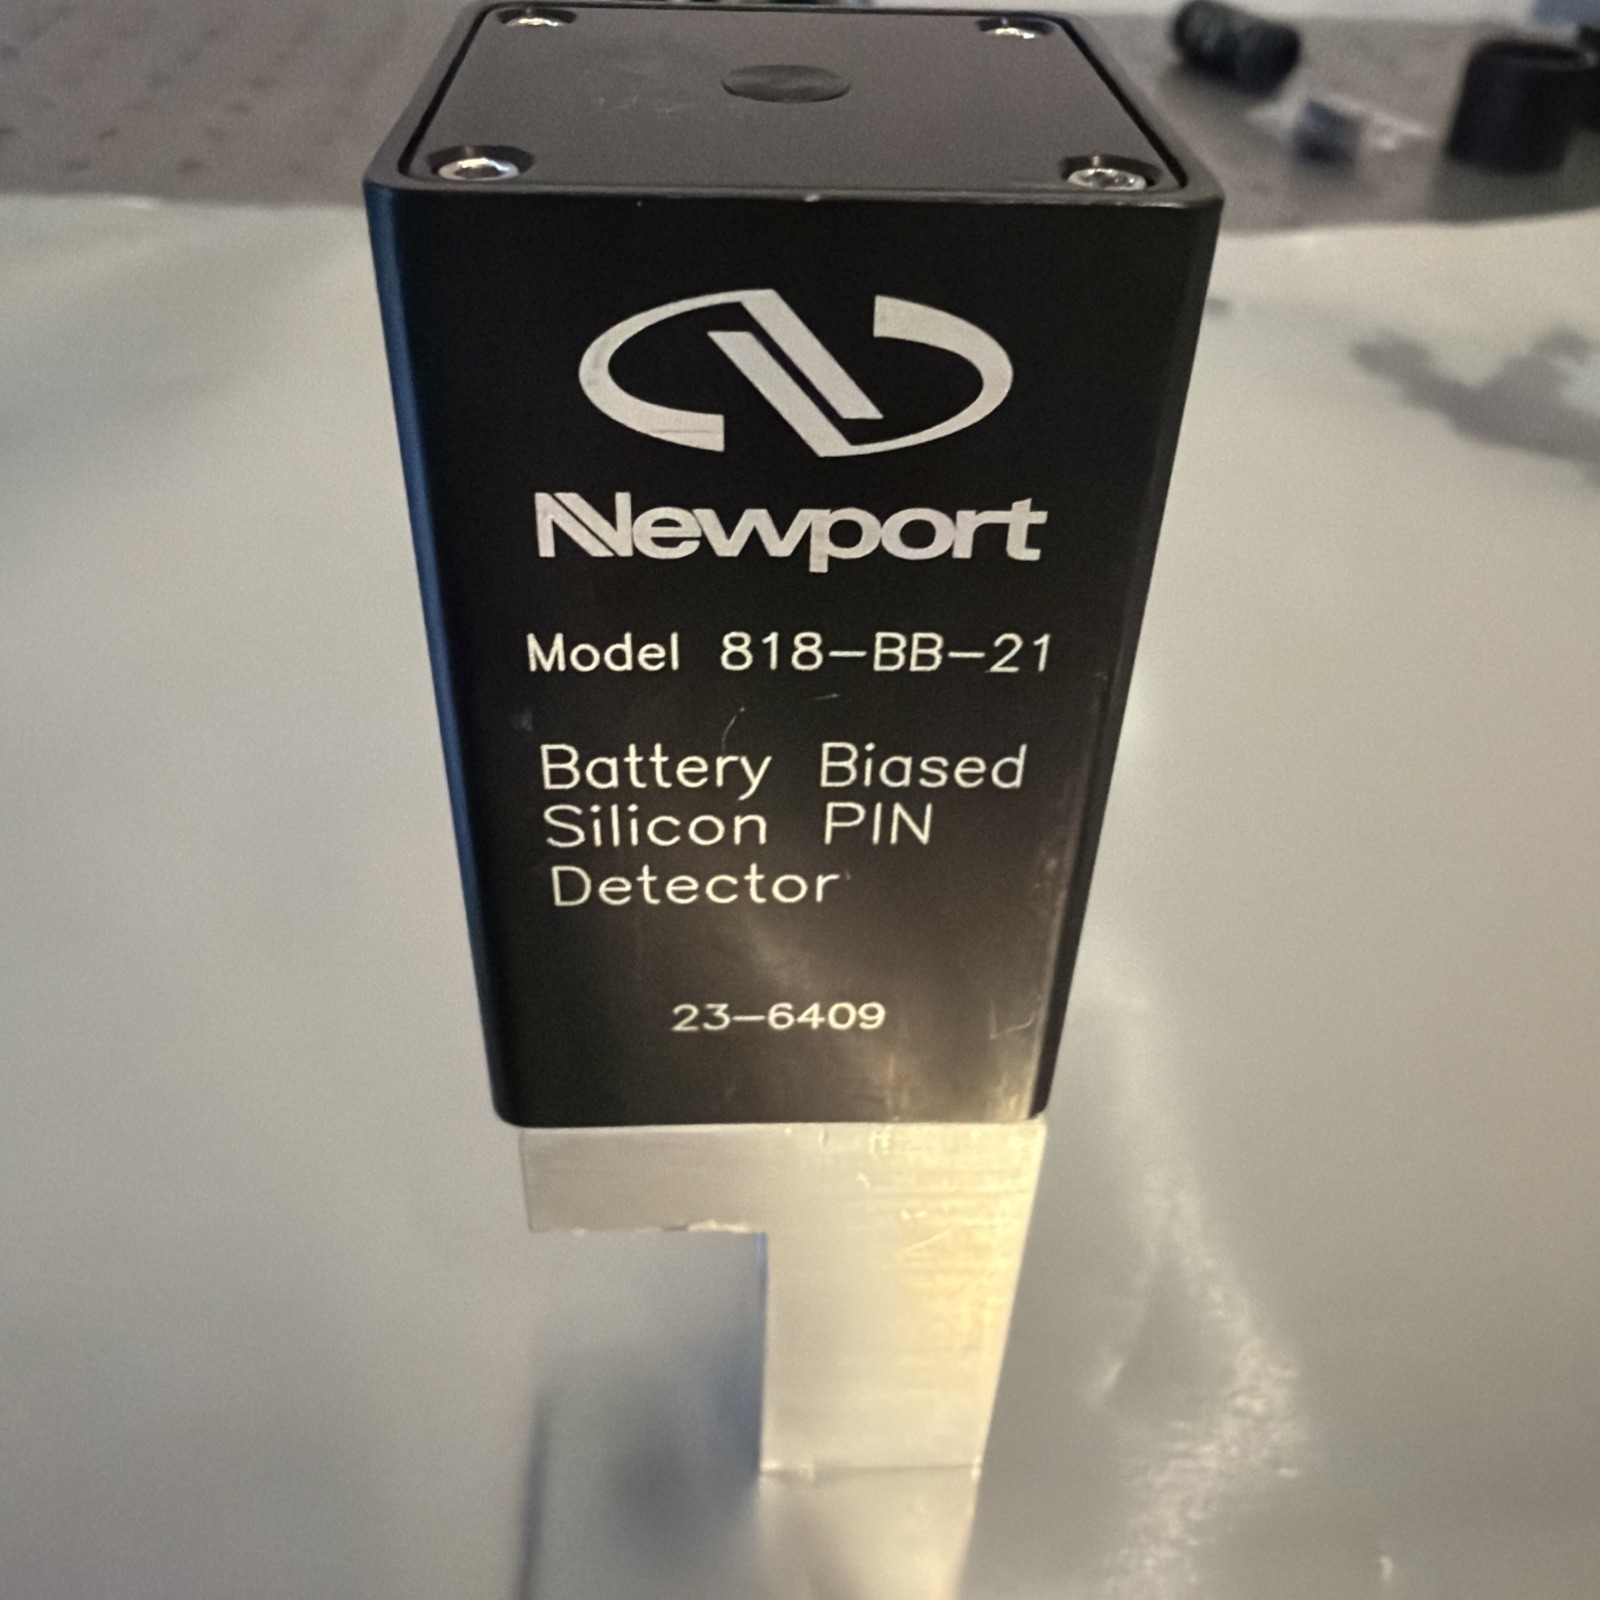 Newport
Model 818-BB-21
Battery Biased
Silicon PIN
Detector
23-6409